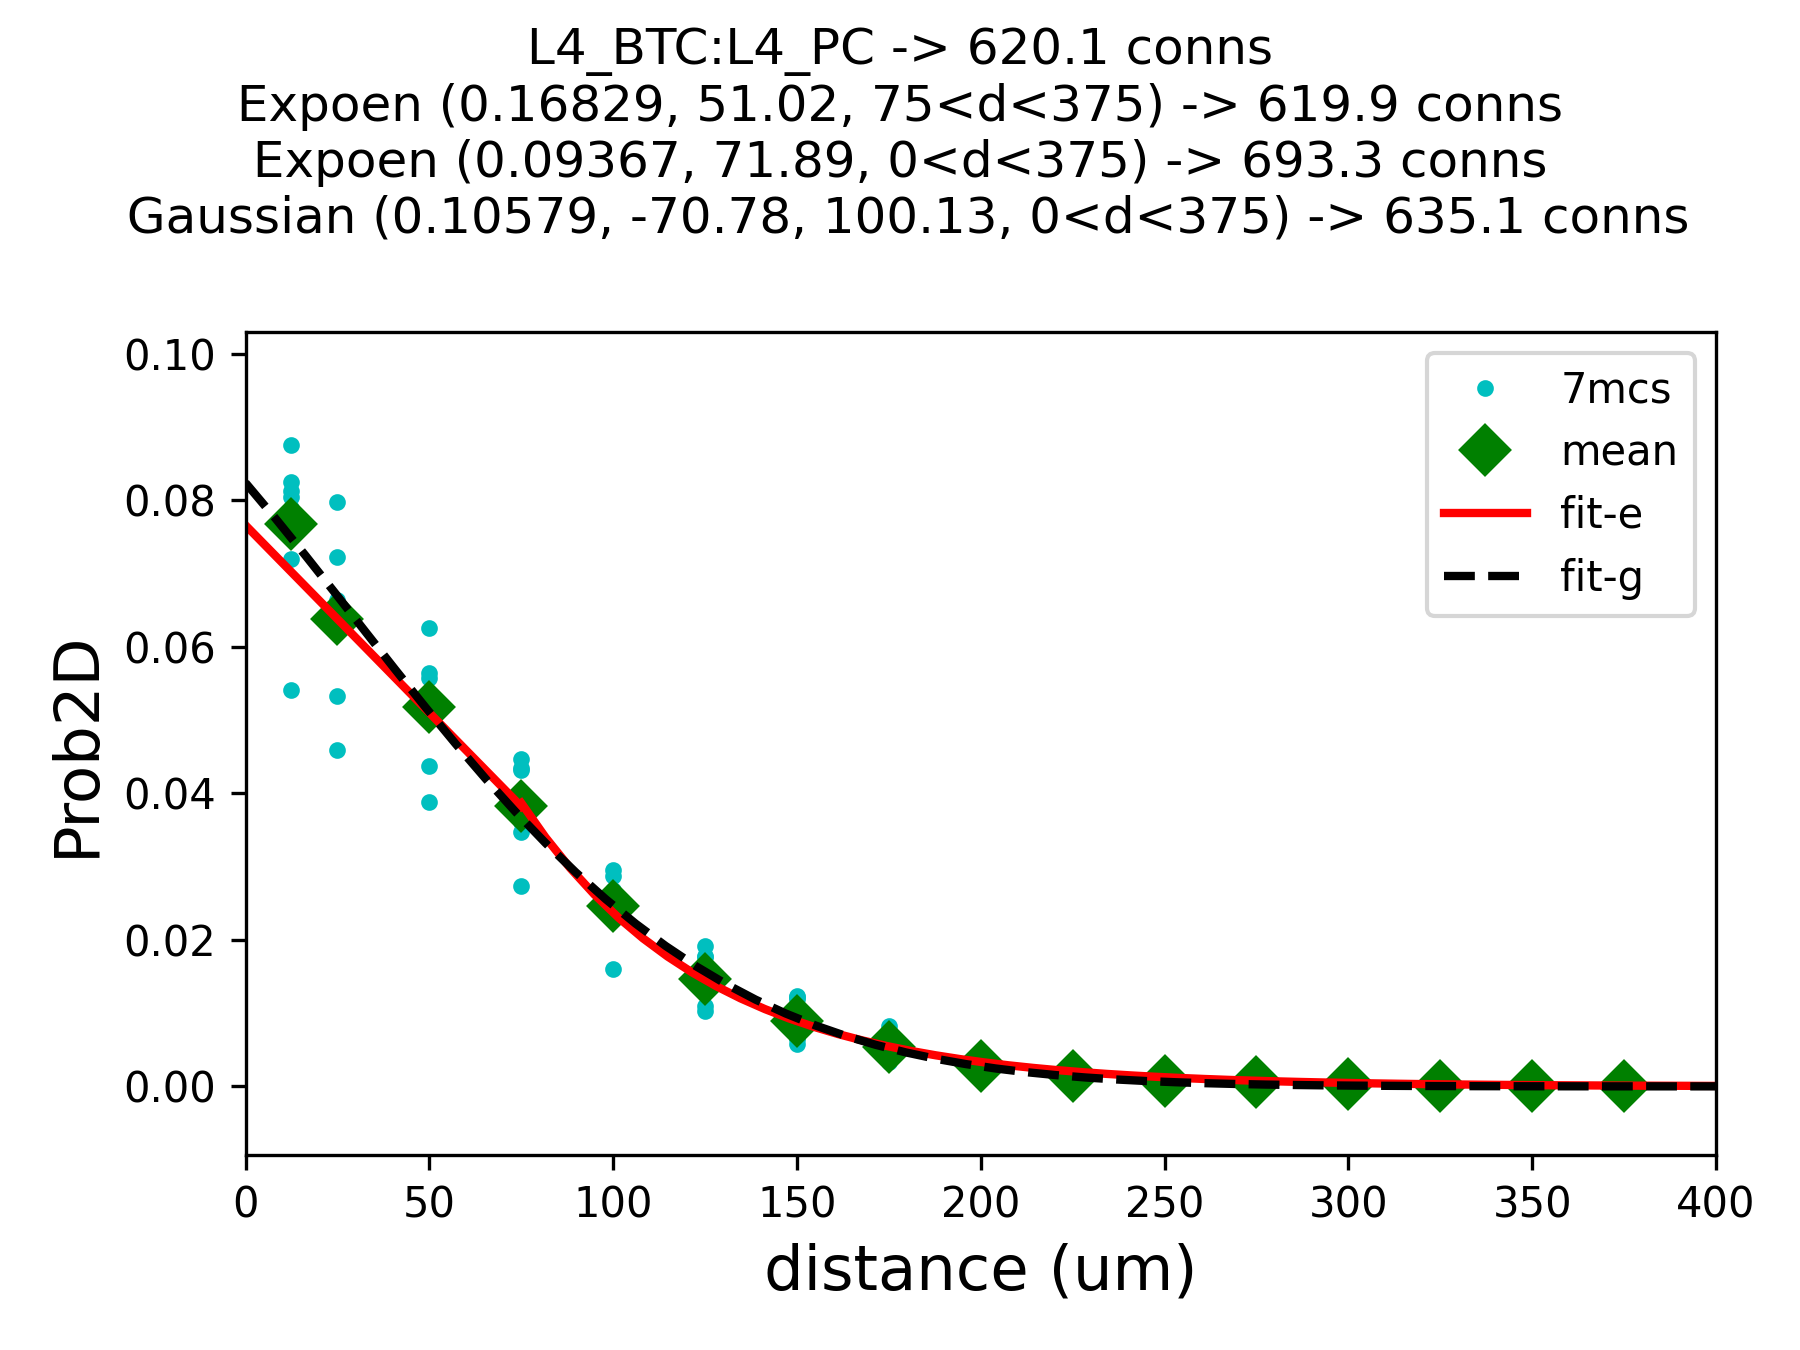 L4_BTC:L4_PC -> 620.1 conns
Expoen (0.16829, 51.02, 75<d<375) -> 619.9 conns
Expoen (0.09367, 71.89, 0<d<375) -> 693.3 conns
Gaussian (0.10579, -70.78, 100.13, 0<d<375) -> 635.1 conns
0.10
0.08
0.06
0.04
0.02
0.00
Prob2D
7mcs
mean
fit-e
fit-g
0 50 100 150 200 250 300 350 400
distance (um)